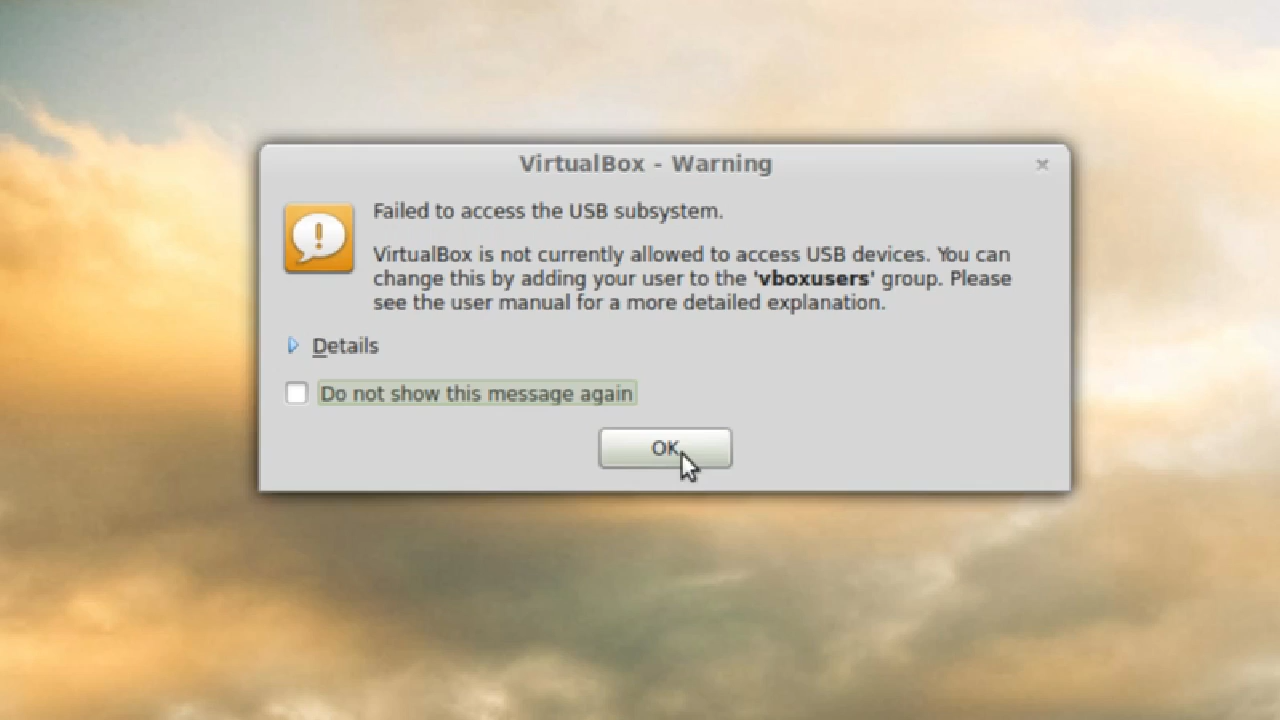 VirtualBox - Warning
Failed to access the USB subsystem.
VirtualBox is not currently allowed to access USB devices. You can
change this by adding your user to the 'vboxusers' group. Please
see the user manual for a more detailed explanation.
Details
Do not show this message again
OK